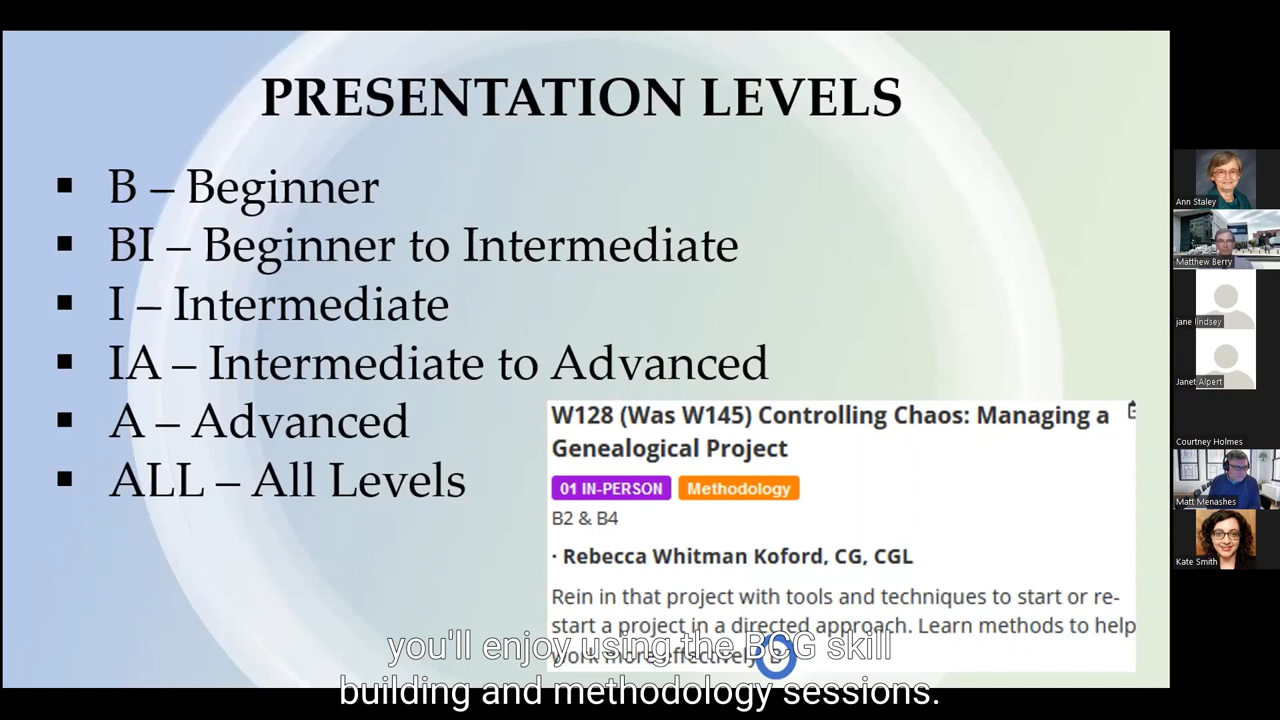 PRESENTATION LEVELS
▪ B – Beginner
▪ BI – Beginner to Intermediate
▪ I – Intermediate
▪ IA – Intermediate to Advanced
▪ A – Advanced
▪ ALL – All Levels
W128 (Was W145) Controlling Chaos: Managing a
Genealogical Project
01 IN-PERSON Methodology
B2 & B4
· Rebecca Whitman Koford, CG, CGL
Rein in that project with tools and techniques to start or re-
start a project in a directed approach. Learn methods to help
work more effectively.
you'll enjoy using the BCG skill
building and methodology sessions.
Ann Staley
Matthew Berry
jane lindsey
Janet Alpert
Courtney Holmes
Matt Menashes
Kate Smith